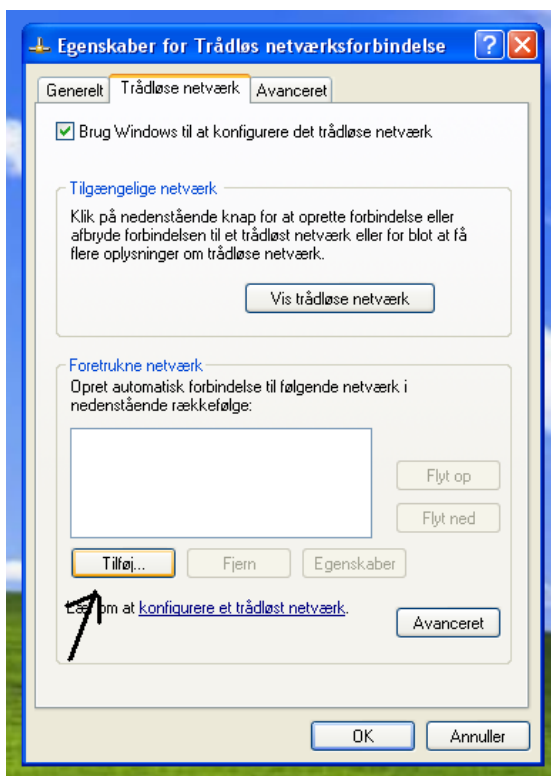 Egenskaber for Trådløs netværksforbindelse
Generelt
Trådløse netværk
Avanceret
Brug Windows til at konfigurere det trådløse netværk
Tilgængelige netværk
Klik på nedenstående knap for at oprette forbindelse eller
afbryde forbindelsen til et trådløst netværk eller for blot at få
flere oplysninger om trådløse netværk.
Vis trådløse netværk
Foretrukne netværk
Opret automatisk forbindelse til følgende netværk i
nedenstående rækkefølge:
Flyt op
Flyt ned
Tilføj...
Fjern
Egenskaber
Læs om at konfigurere et trådløst netværk.
Avanceret
OK
Annuller